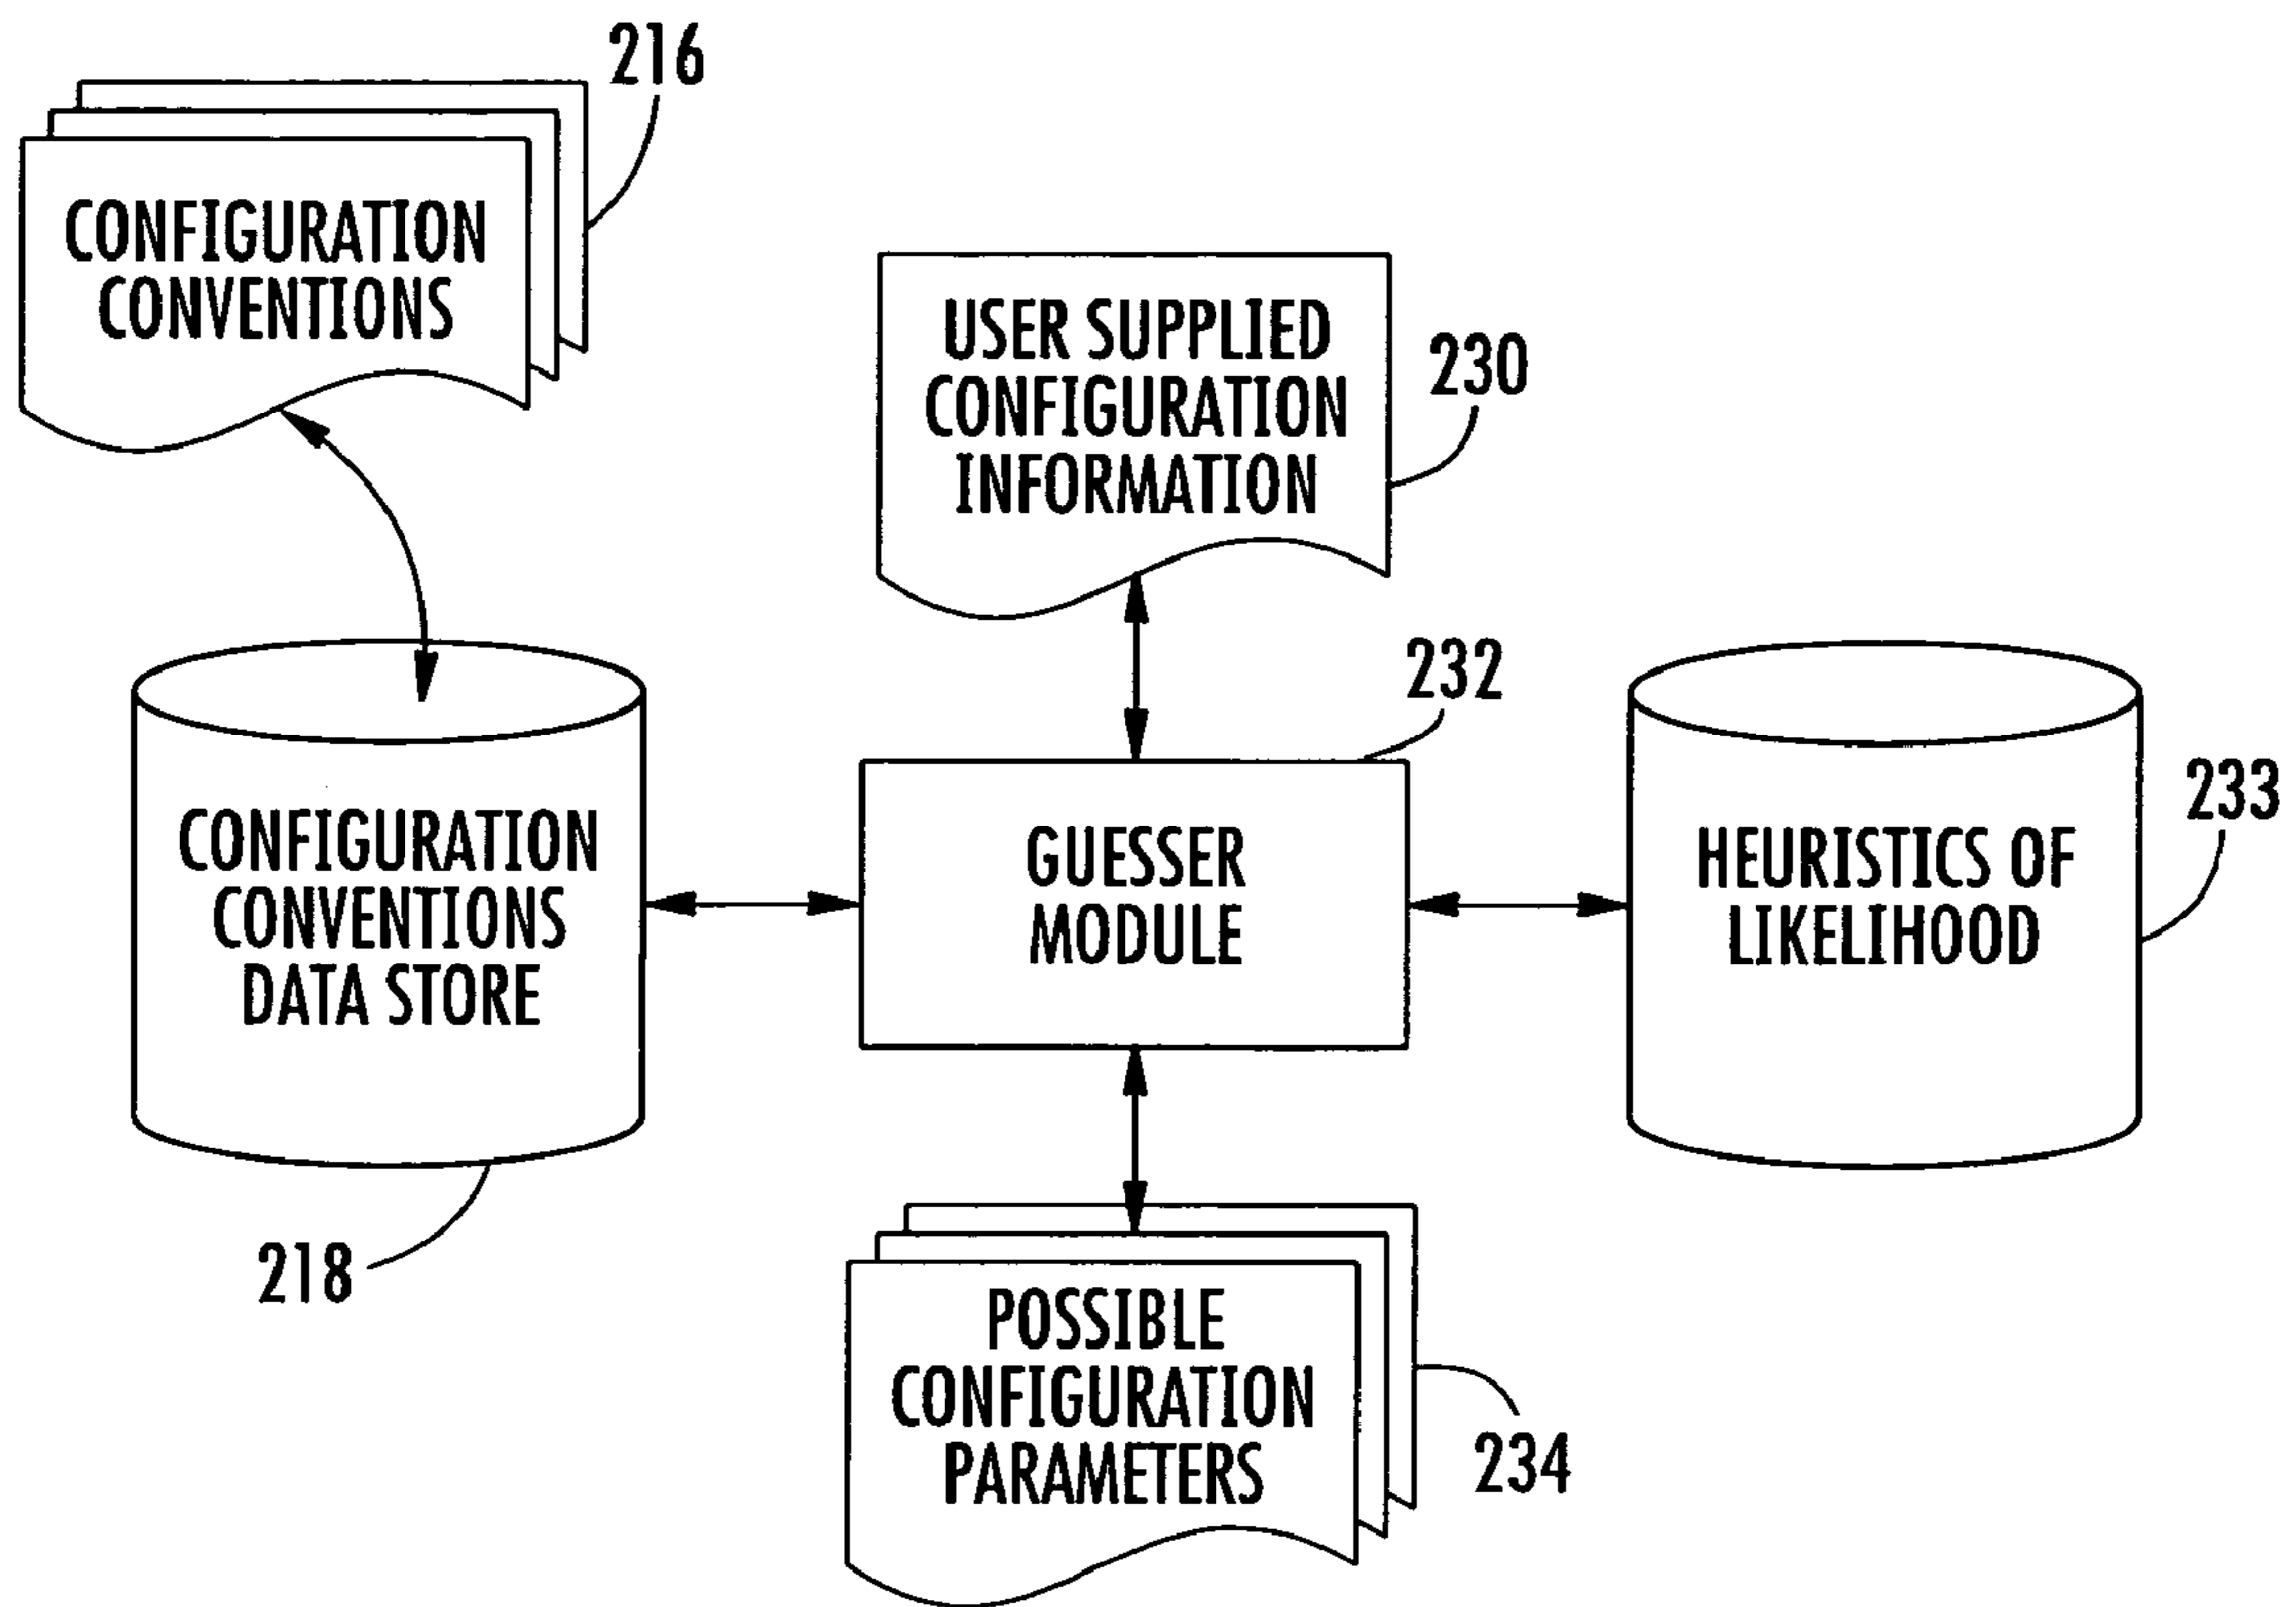 216
CONFIGURATION
CONVENTIONS
USER SUPPLIED
CONFIGURATION
INFORMATION
230
232
CONFIGURATION
CONVENTIONS
DATA STORE
218
GUESSER
MODULE
HEURISTICS OF
LIKELIHOOD
233
POSSIBLE
CONFIGURATION
PARAMETERS
234